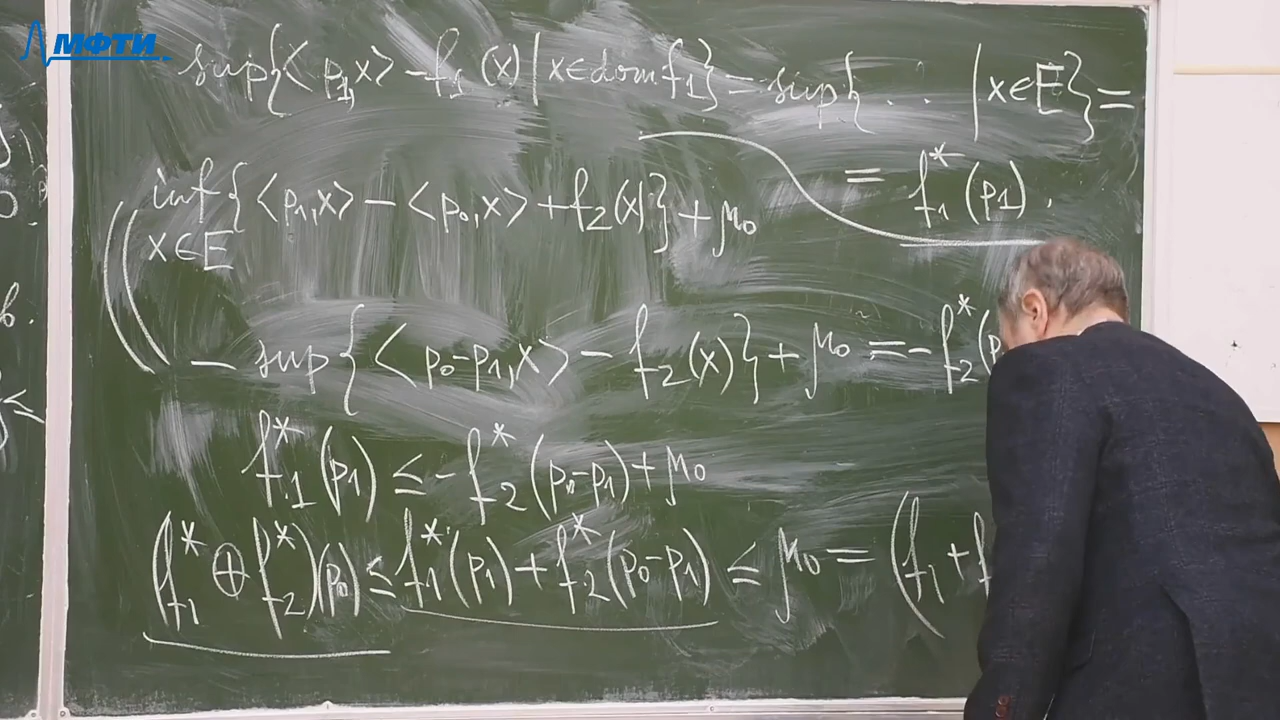 МФТИ
sup{<p₁,x> - f₁(x) | x∈dom f₁} = sup{... | x∈E} =
= f₁*(p₁).
inf{<p₁,x> - <p₀,x> + f₂(x)} + μ₀
x∈E
- sup{<p₀-p₁,x> - f₂(x)} + μ₀ = - f₂*(p
f₁*(p₁) ≤ - f₂*(p₀-p₁) + μ₀
(f₁* ⊕ f₂*)(p₀) ≤ f₁*(p₁) + f₂*(p₀-p₁) ≤ μ₀ = (f₁ + f